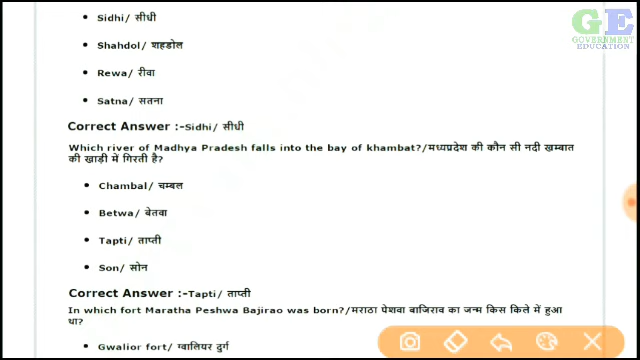 GE
GOVERNMENT
EDUCATION
• Sidhi/ सीधी
• Shahdol/ शहडोल
• Rewa/ रीवा
• Satna/ सतना
Correct Answer :-Sidhi/ सीधी
Which river of Madhya Pradesh falls into the bay of khambat?/मध्यप्रदेश की कौन सी नदी खम्बात
की खाड़ी में गिरती है?
• Chambal/ चम्बल
• Betwa/ बेतवा
• Tapti/ ताप्ती
• Son/ सोन
Correct Answer :-Tapti/ ताप्ती
In which fort Maratha Peshwa Bajirao was born?/मराठा पेशवा बाजिराव का जन्म किस किले में हुआ
था?
• Gwalior fort/ ग्वालियर दुर्ग